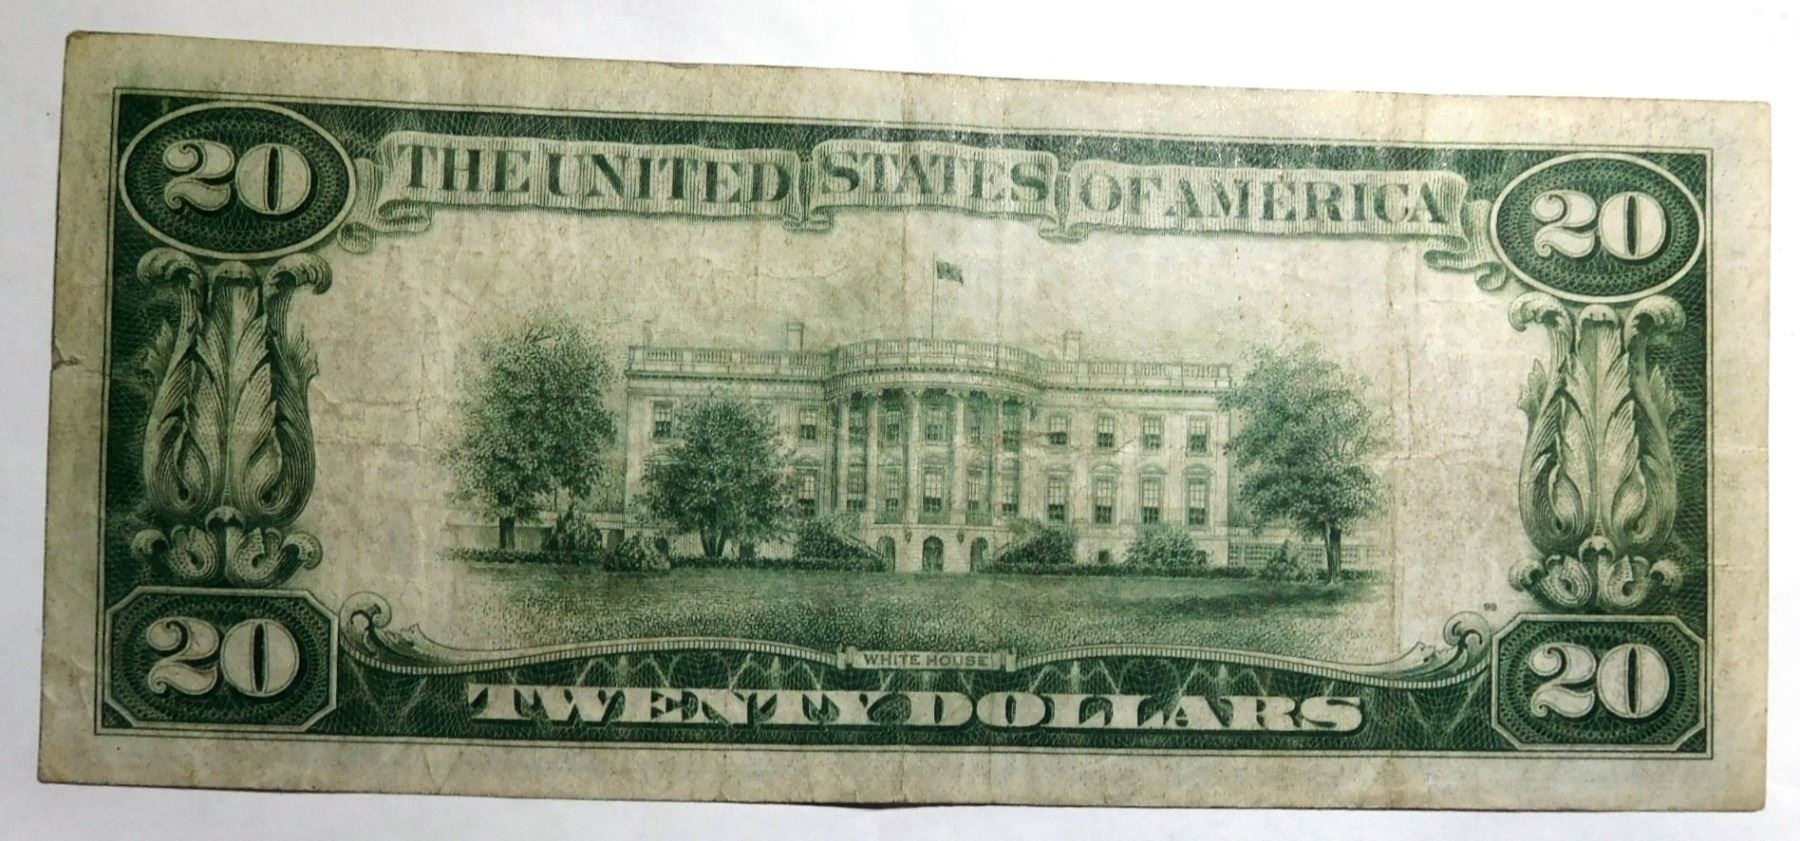 20 THE UNITED STATES OF AMERICA 20
WHITE HOUSE
20 TWENTY DOLLARS 20